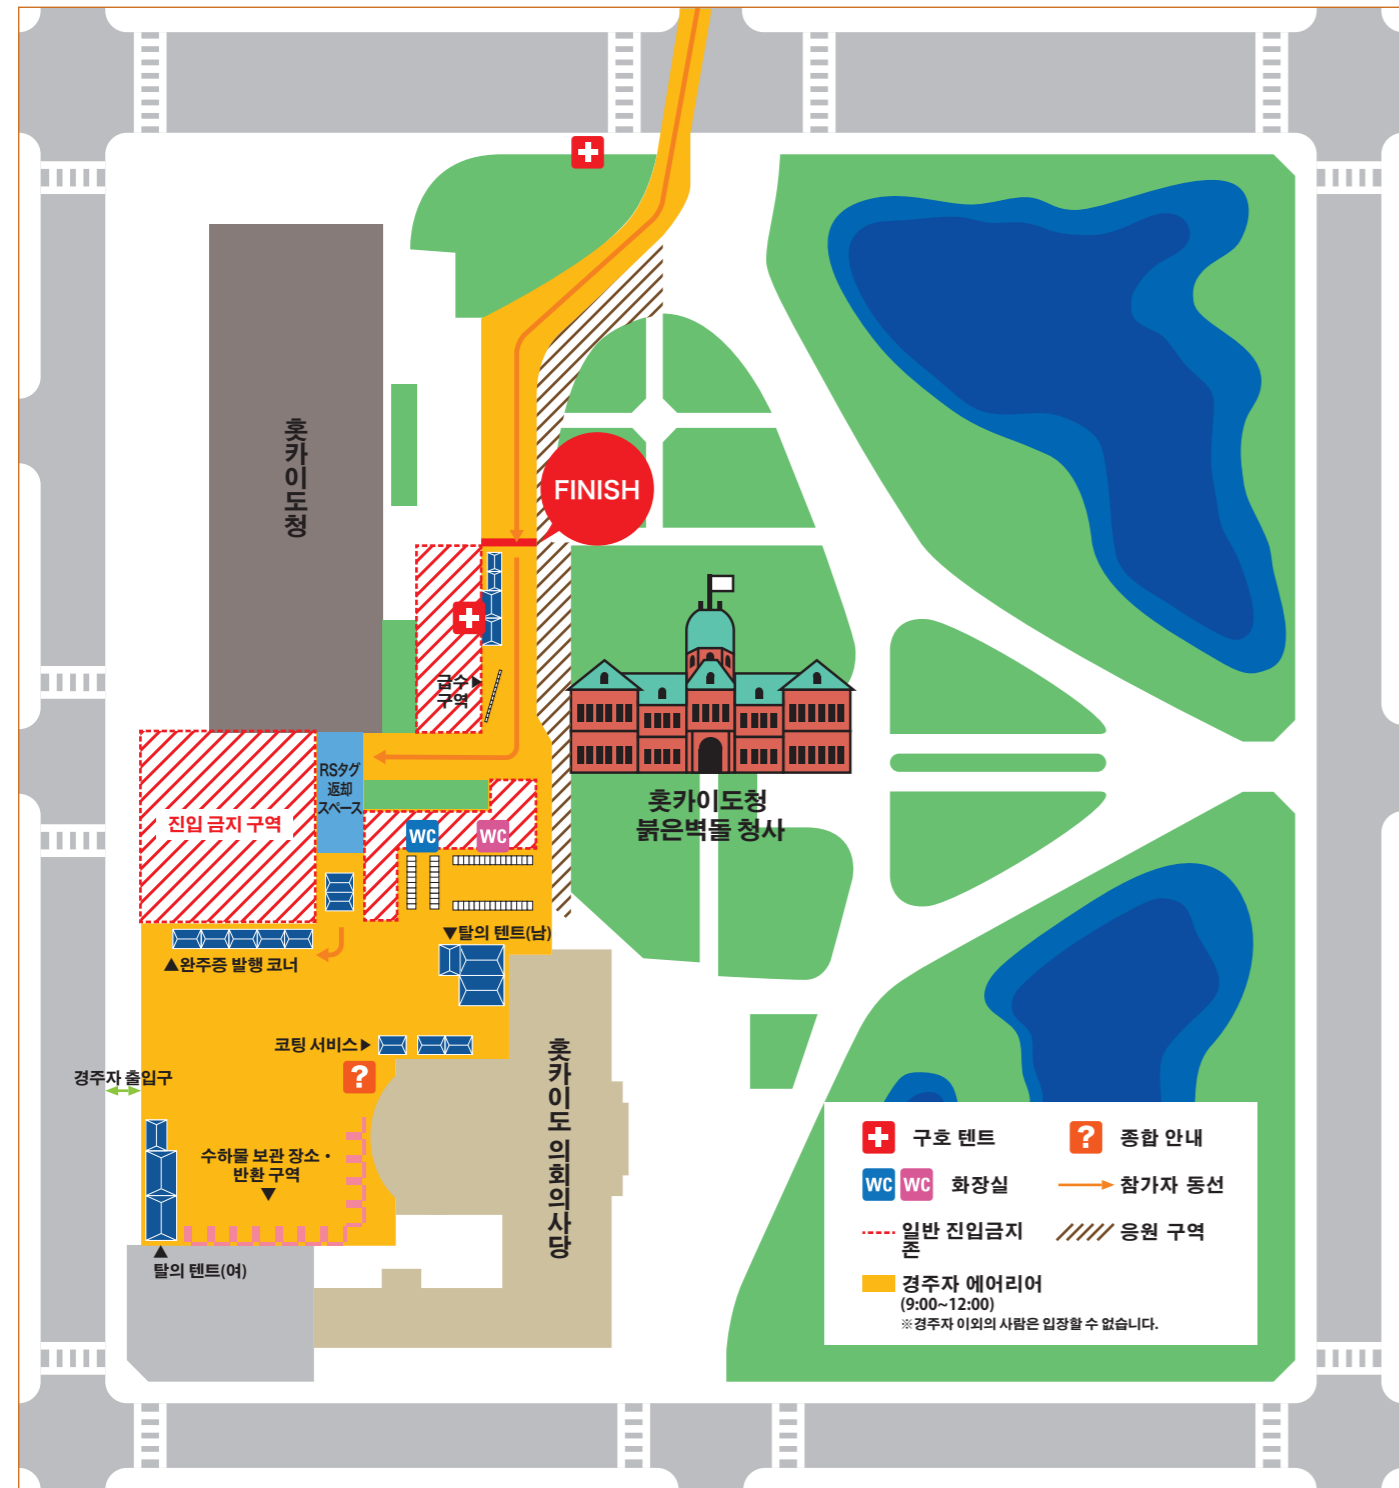 홋카이도청
FINISH
급수▶
구역
RSタグ
返却
スペース
진입 금지 구역
WC
WC
홋카이도청
붉은벽돌 청사
▼탈의 텐트(남)
▲완주증 발행 코너
코팅 서비스▶
?
경주자 출입구
홋카이도 의회의사당
수하물 보관 장소・
반환 구역
▼
▲
탈의 텐트(여)
구호 텐트
? 종합 안내
WC WC 화장실
참가자 동선
일반 진입금지
존
응원 구역
경주자 에어리어
(9:00~12:00)
※경주자 이외의 사람은 입장할 수 없습니다.